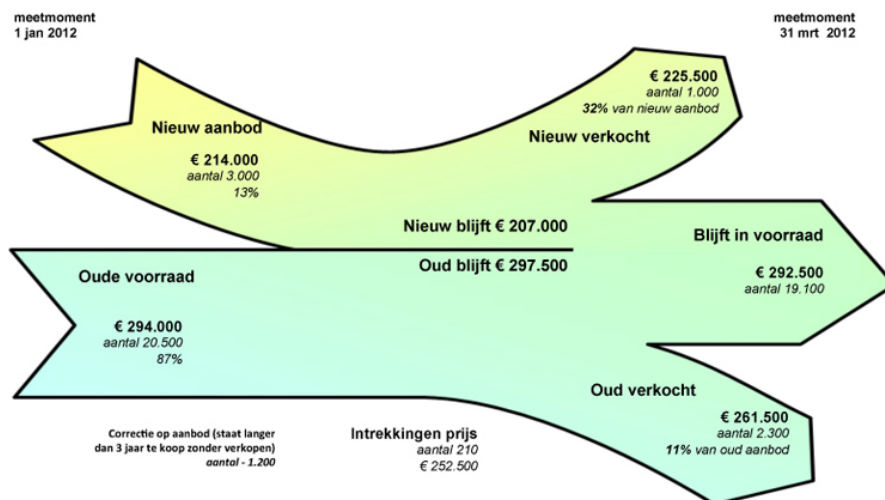 meetmoment
1 jan 2012
meetmoment
31 mrt 2012
Nieuw aanbod
€ 214.000
aantal 3.000
13%
€ 225.500
aantal 1.000
32% van nieuw aanbod
Nieuw verkocht
Nieuw blijft € 207.000
Oud blijft € 297.500
Blijft in voorraad
€ 292.500
aantal 19.100
Oude voorraad
€ 294.000
aantal 20.500
87%
Oud verkocht
€ 261.500
aantal 2.300
11% van oud aanbod
Correctie op aanbod (staat langer
dan 3 jaar te koop zonder verkopen)
aantal - 1.200
Intrekkingen prijs
aantal 210
€ 252.500